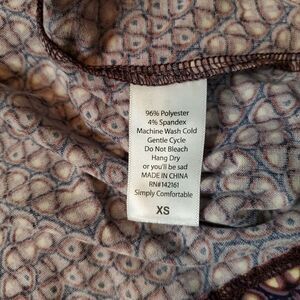 96% Polyester
4% Spandex
Machine Wash Cold
Gentle Cycle
Do Not Bleach
Hang Dry
or you'll be sad
MADE IN CHINA
RN#142161
Simply Comfortable
XS